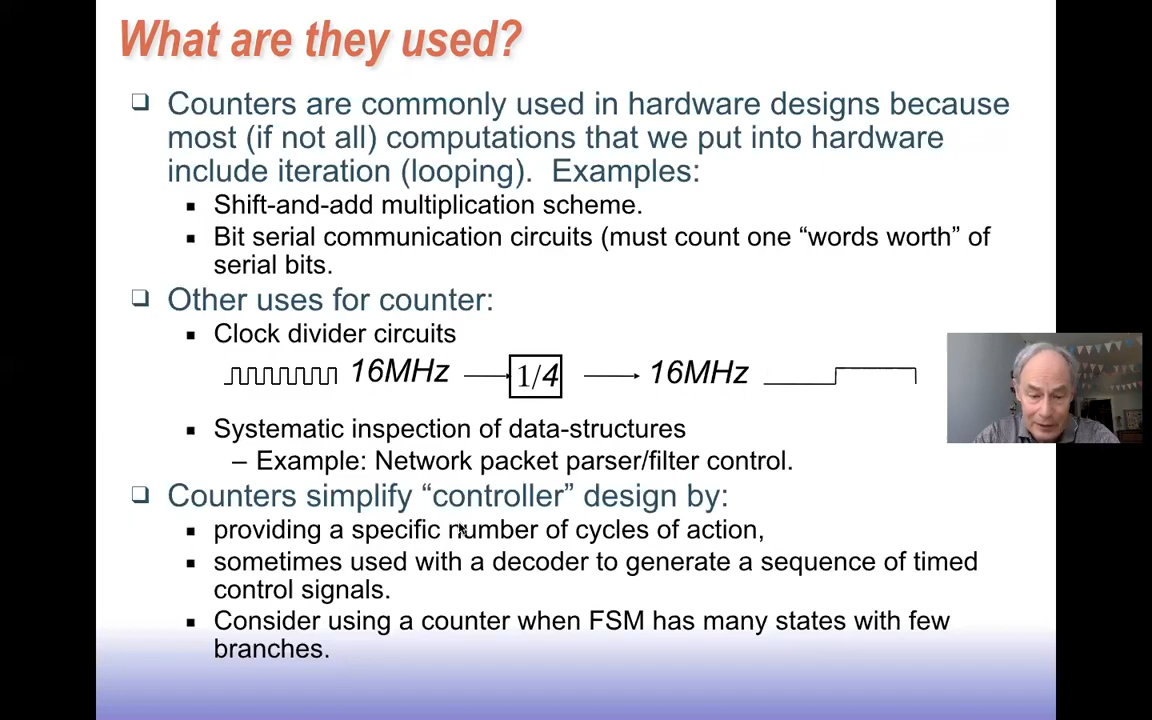 What are they used?
Counters are commonly used in hardware designs because
most (if not all) computations that we put into hardware
include iteration (looping).  Examples:
Shift-and-add multiplication scheme.
Bit serial communication circuits (must count one “words worth” of
serial bits.
Other uses for counter:
Clock divider circuits
16MHz 1/4 16MHz
Systematic inspection of data-structures
– Example: Network packet parser/filter control.
Counters simplify “controller” design by:
providing a specific number of cycles of action,
sometimes used with a decoder to generate a sequence of timed
control signals.
Consider using a counter when FSM has many states with few
branches.